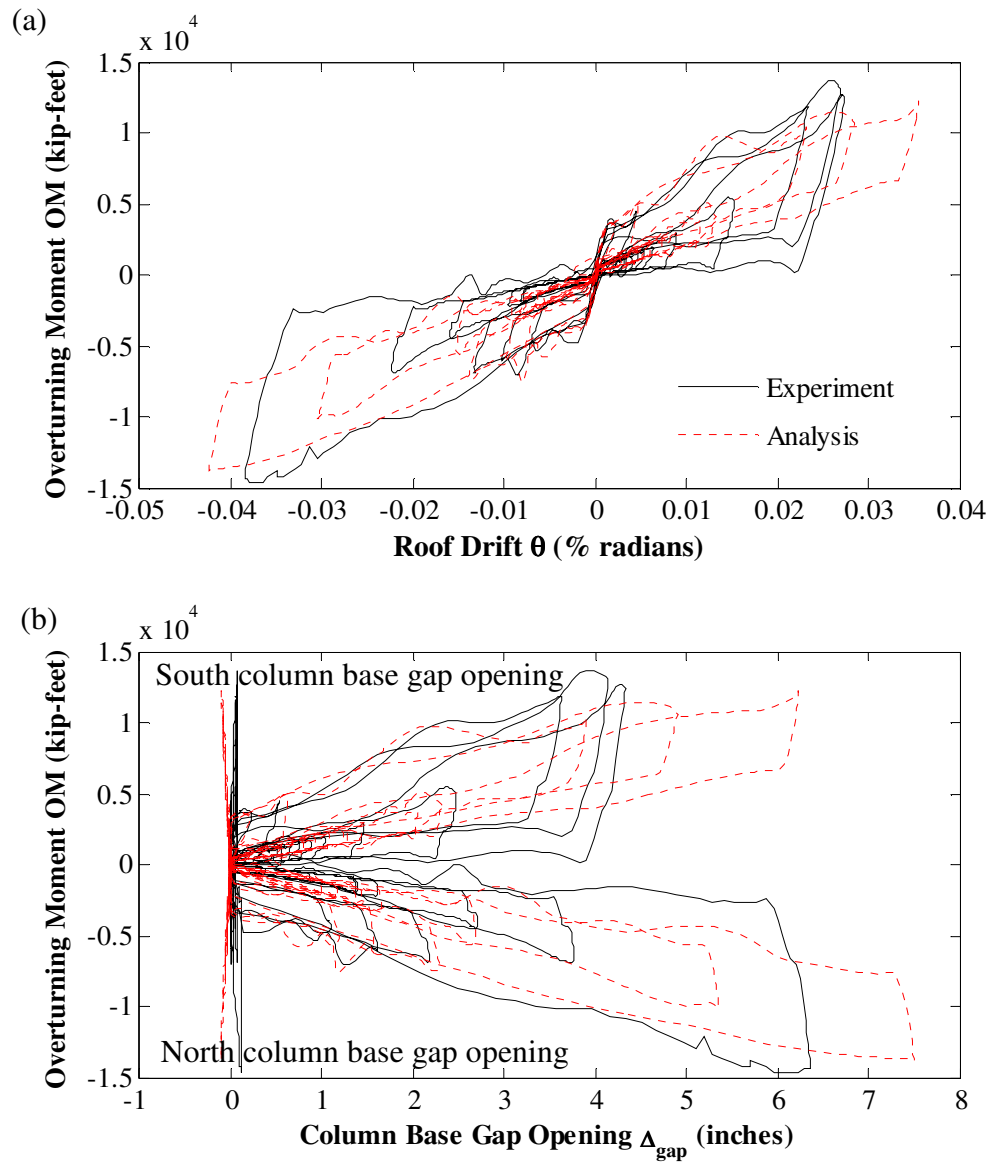 (a)
x 10^4
1.5
1
0.5
0
-0.5
-1
-1.5
Overturning Moment OM (kip-feet)
Experiment
Analysis
-0.05 -0.04 -0.03 -0.02 -0.01 0 0.01 0.02 0.03 0.04
Roof Drift θ (% radians)
(b)
x 10^4
1.5
1
0.5
0
-0.5
-1
-1.5
Overturning Moment OM (kip-feet)
South column base gap opening
North column base gap opening
-1 0 1 2 3 4 5 6 7 8
Column Base Gap Opening Δgap (inches)